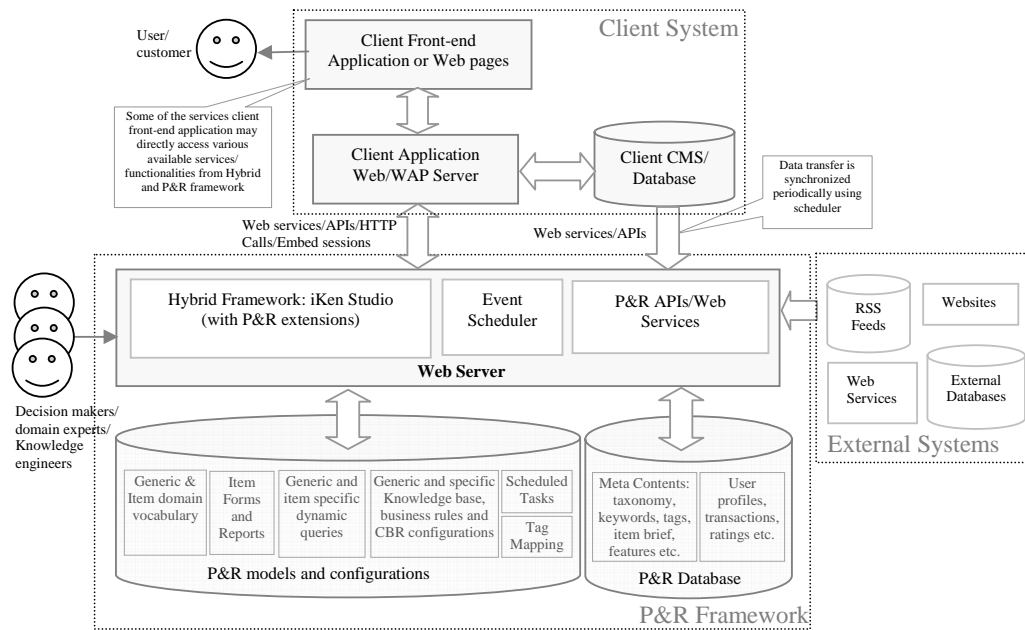 User/
customer
Client Front-end
Application or Web pages
Client System
Some of the services client
front-end application may
directly access various
available services/
functionalities from Hybrid
and P&R framework
Client Application
Web/WAP Server
Client CMS/
Database
Data transfer is
synchronized
periodically using
scheduler
Web services/APIs/HTTP
Calls/Embed sessions
Web services/APIs
Hybrid Framework: iKen Studio
(with P&R extensions)
Event
Scheduler
P&R APIs/Web
Services
Web Server
RSS
Feeds
Websites
Web
Services
External
Databases
External Systems
Decision makers/
domain experts/
Knowledge
engineers
Generic &
Item domain
vocabulary
Item
Forms
and
Reports
Generic and
item specific
dynamic
queries
Generic and specific
Knowledge base,
business rules and
CBR configurations
Scheduled
Tasks
Tag
Mapping
P&R models and configurations
Meta Contents:
taxonomy,
keywords, tags,
item brief,
features etc.
User
profiles,
transactions,
ratings etc.
P&R Database
P&R Framework